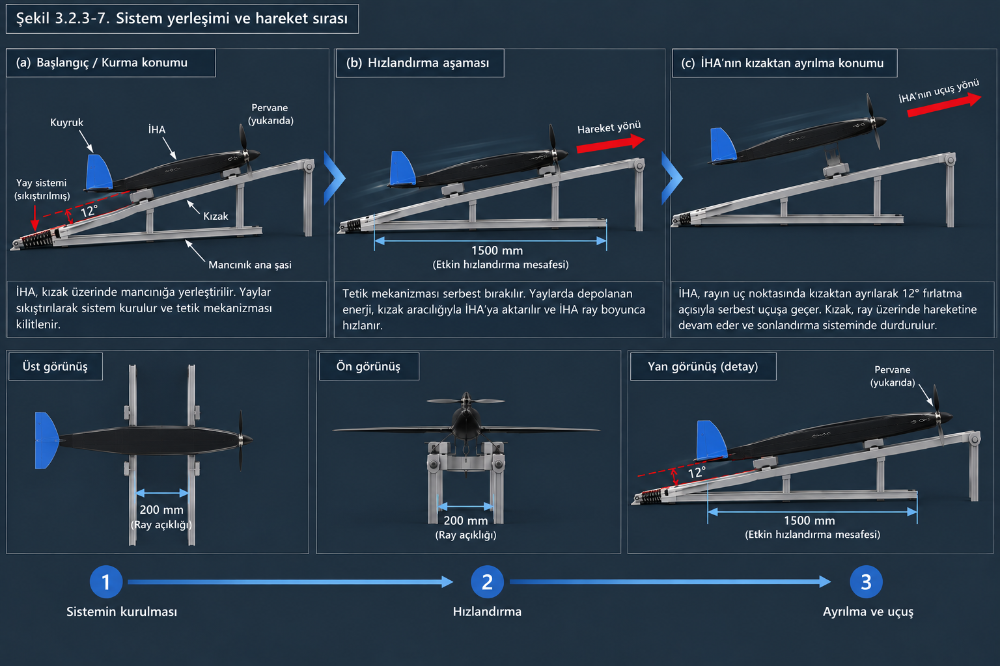 Şekil 3.2.3-7. Sistem yerleşimi ve hareket sırası
(a) Başlangıç / Kurma konumu
Kuyruk
İHA
Pervane
(yukarıda)
Yay sistemi
(sıkıştırılmış)
12°
Kızak
Mancınık ana şasi
İHA, kızak üzerinde mancınığa yerleştirilir. Yaylar
sıkıştırılarak sistem kurulur ve tetik mekanizması
kilitlenir.
(b) Hızlandırma aşaması
Hareket yönü
1500 mm
(Etkin hızlandırma mesafesi)
Tetik mekanizması serbest bırakılır. Yaylarda depolanan
enerji, kızak aracılığıyla İHA'ya aktarılır ve İHA ray boyunca
hızlanır.
(c) İHA'nın kızaktan ayrılma konumu
İHA'nın uçuş yönü
İHA, rayın uç noktasında kızaktan ayrılarak 12° fırlatma
açısıyla serbest uçuşa geçer. Kızak, ray üzerinde hareketine
devam eder ve sonlandırma sisteminde durdurulur.
Üst görünüş
200 mm
(Ray açıklığı)
Ön görünüş
200 mm
(Ray açıklığı)
Yan görünüş (detay)
Pervane
(yukarıda)
12°
1500 mm
(Etkin hızlandırma mesafesi)
1
Sistemin kurulması
2
Hızlandırma
3
Ayrılma ve uçuş